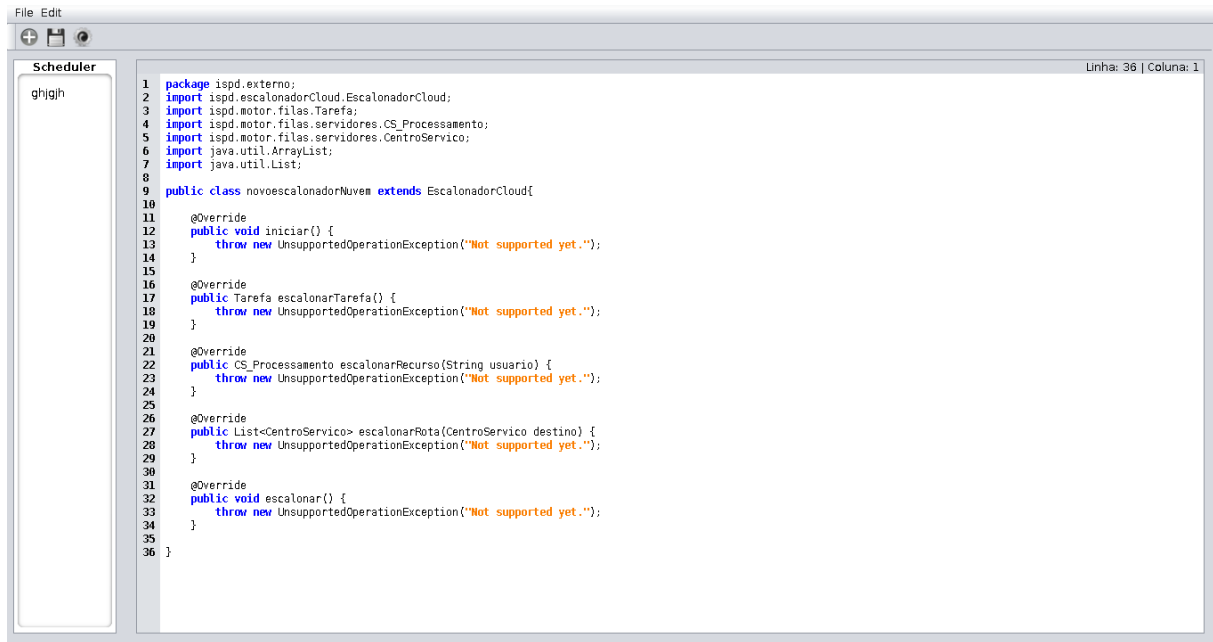 File Edit
Scheduler
Linha: 36 | Coluna: 1
ghjgjh
1 package ispd.externo;
2 import ispd.escalonadorCloud.EscalonadorCloud;
3 import ispd.motor.filas.Tarefa;
4 import ispd.motor.filas.servidores.CS_Processamento;
5 import ispd.motor.filas.servidores.CentroServico;
6 import java.util.ArrayList;
7 import java.util.List;
8
9 public class novoescalonadorNuvem extends EscalonadorCloud{
10
11     @Override
12     public void iniciar() {
13         throw new UnsupportedOperationException("Not supported yet.");
14     }
15
16     @Override
17     public Tarefa escalonarTarefa() {
18         throw new UnsupportedOperationException("Not supported yet.");
19     }
20
21     @Override
22     public CS_Processamento escalonarRecurso(String usuario) {
23         throw new UnsupportedOperationException("Not supported yet.");
24     }
25
26     @Override
27     public List<CentroServico> escalonarRota(CentroServico destino) {
28         throw new UnsupportedOperationException("Not supported yet.");
29     }
30
31     @Override
32     public void escalonar() {
33         throw new UnsupportedOperationException("Not supported yet.");
34     }
35
36 }